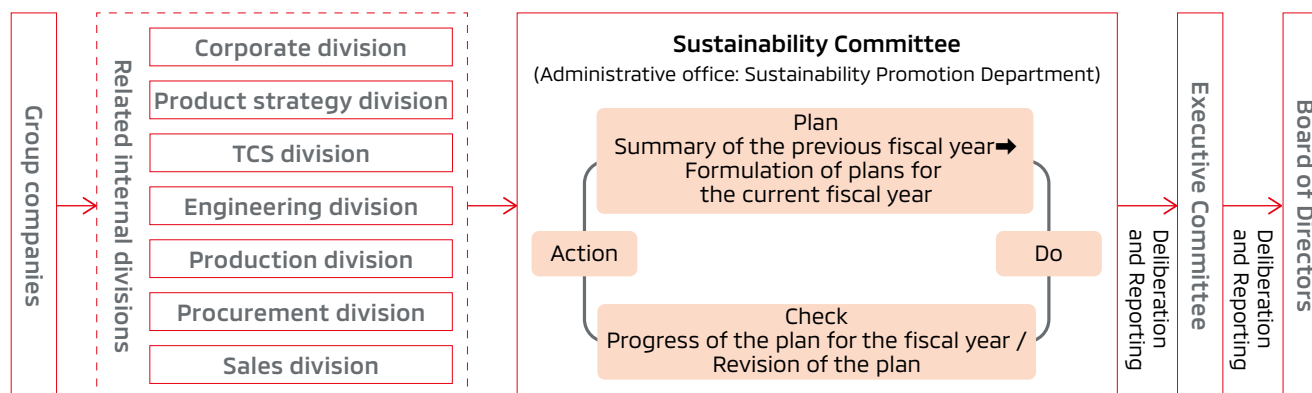 Group companies
Related internal divisions
Corporate division
Product strategy division
TCS division
Engineering division
Production division
Procurement division
Sales division
Sustainability Committee
(Administrative office: Sustainability Promotion Department)
Plan
Summary of the previous fiscal year➡
Formulation of plans for
the current fiscal year
Action
Do
Check
Progress of the plan for the fiscal year /
Revision of the plan
Deliberation
and Reporting
Executive Committee
Deliberation
and Reporting
Board of Directors